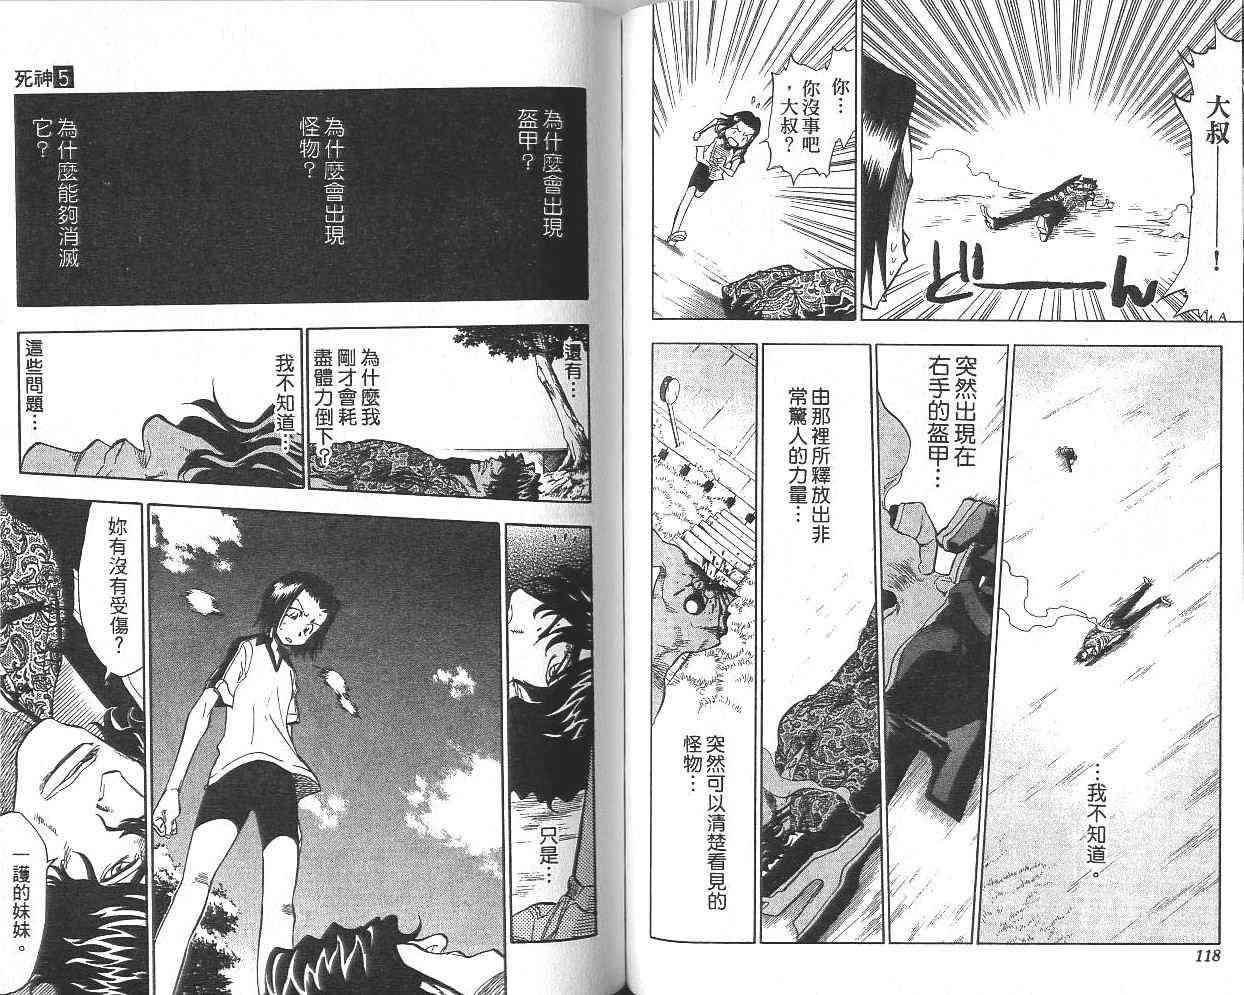 大叔——！
どーん
你…
你沒事吧
，大叔？
…我不知道。
突然出現在
右手的盔甲…
由那裡所釋放出非
常驚人的力量…
突然可以清楚看見的
怪物…
118
死神5
為什麼會出現
盔甲？
為什麼會出現
怪物？
為什麼能夠消滅
它？
還有…
為什麼我
剛才會耗
盡體力倒下？
我不知道…
這些問題…
只是…
妳有沒有受傷？
一護的妹妹。